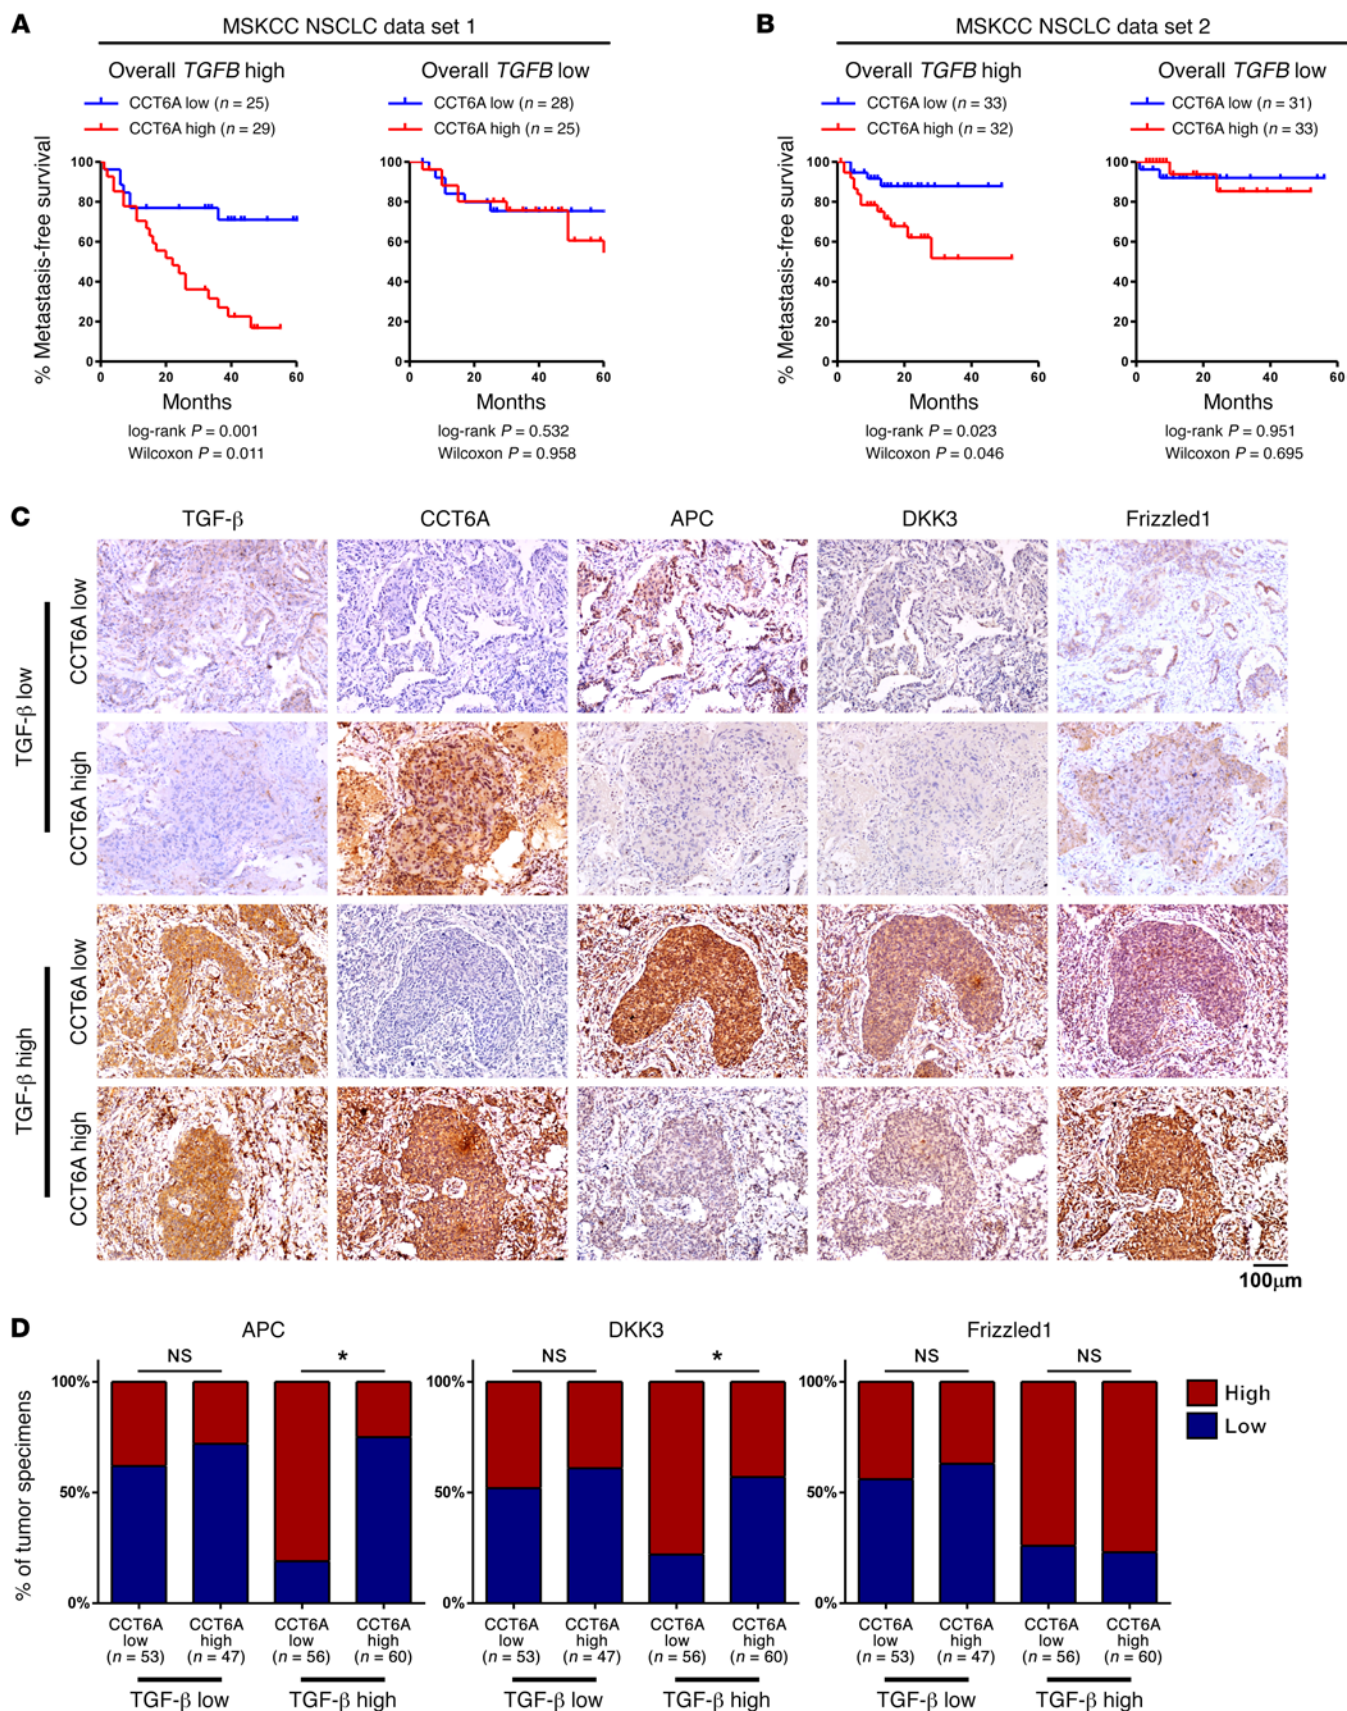 A
MSKCC NSCLC data set 1
Overall TGFB high
CCT6A low (n = 25)
CCT6A high (n = 29)
Overall TGFB low
CCT6A low (n = 28)
CCT6A high (n = 25)
% Metastasis-free survival
100
80
60
40
20
0
0 20 40 60
Months
log-rank P = 0.001
Wilcoxon P = 0.011
100
80
60
40
20
0
0 20 40 60
Months
log-rank P = 0.532
Wilcoxon P = 0.958
B
MSKCC NSCLC data set 2
Overall TGFB high
CCT6A low (n = 33)
CCT6A high (n = 32)
Overall TGFB low
CCT6A low (n = 31)
CCT6A high (n = 33)
% Metastasis-free survival
100
80
60
40
20
0
0 20 40 60
Months
log-rank P = 0.023
Wilcoxon P = 0.046
100
80
60
40
20
0
0 20 40 60
Months
log-rank P = 0.951
Wilcoxon P = 0.695
C
TGF-β CCT6A APC DKK3 Frizzled1
TGF-β low
CCT6A low
CCT6A high
TGF-β high
CCT6A low
CCT6A high
100μm
D
% of tumor specimens
APC
NS *
100%
50%
0%
CCT6A low (n = 53)
CCT6A high (n = 47)
CCT6A low (n = 56)
CCT6A high (n = 60)
TGF-β low TGF-β high
DKK3
NS *
100%
50%
0%
CCT6A low (n = 53)
CCT6A high (n = 47)
CCT6A low (n = 56)
CCT6A high (n = 60)
TGF-β low TGF-β high
Frizzled1
NS NS
100%
50%
0%
CCT6A low (n = 53)
CCT6A high (n = 47)
CCT6A low (n = 56)
CCT6A high (n = 60)
TGF-β low TGF-β high
High
Low